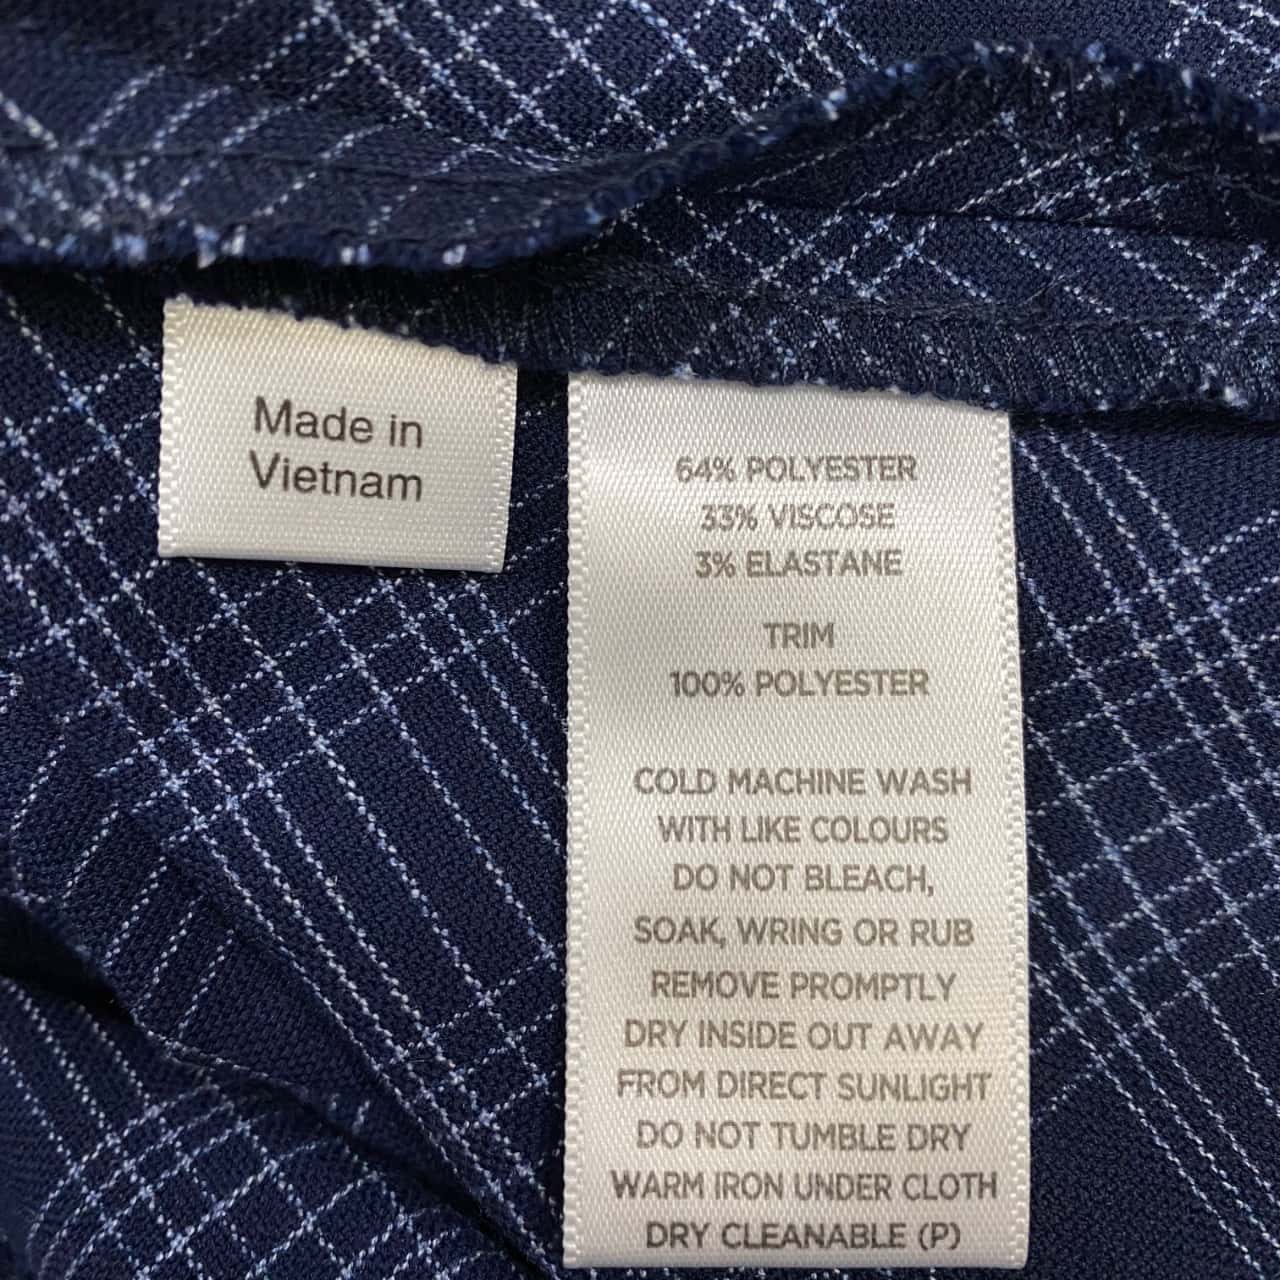 Made in
Vietnam
64% POLYESTER
33% VISCOSE
3% ELASTANE
TRIM
100% POLYESTER
COLD MACHINE WASH
WITH LIKE COLOURS
DO NOT BLEACH,
SOAK, WRING OR RUB
REMOVE PROMPTLY
DRY INSIDE OUT AWAY
FROM DIRECT SUNLIGHT
DO NOT TUMBLE DRY
WARM IRON UNDER CLOTH
DRY CLEANABLE (P)